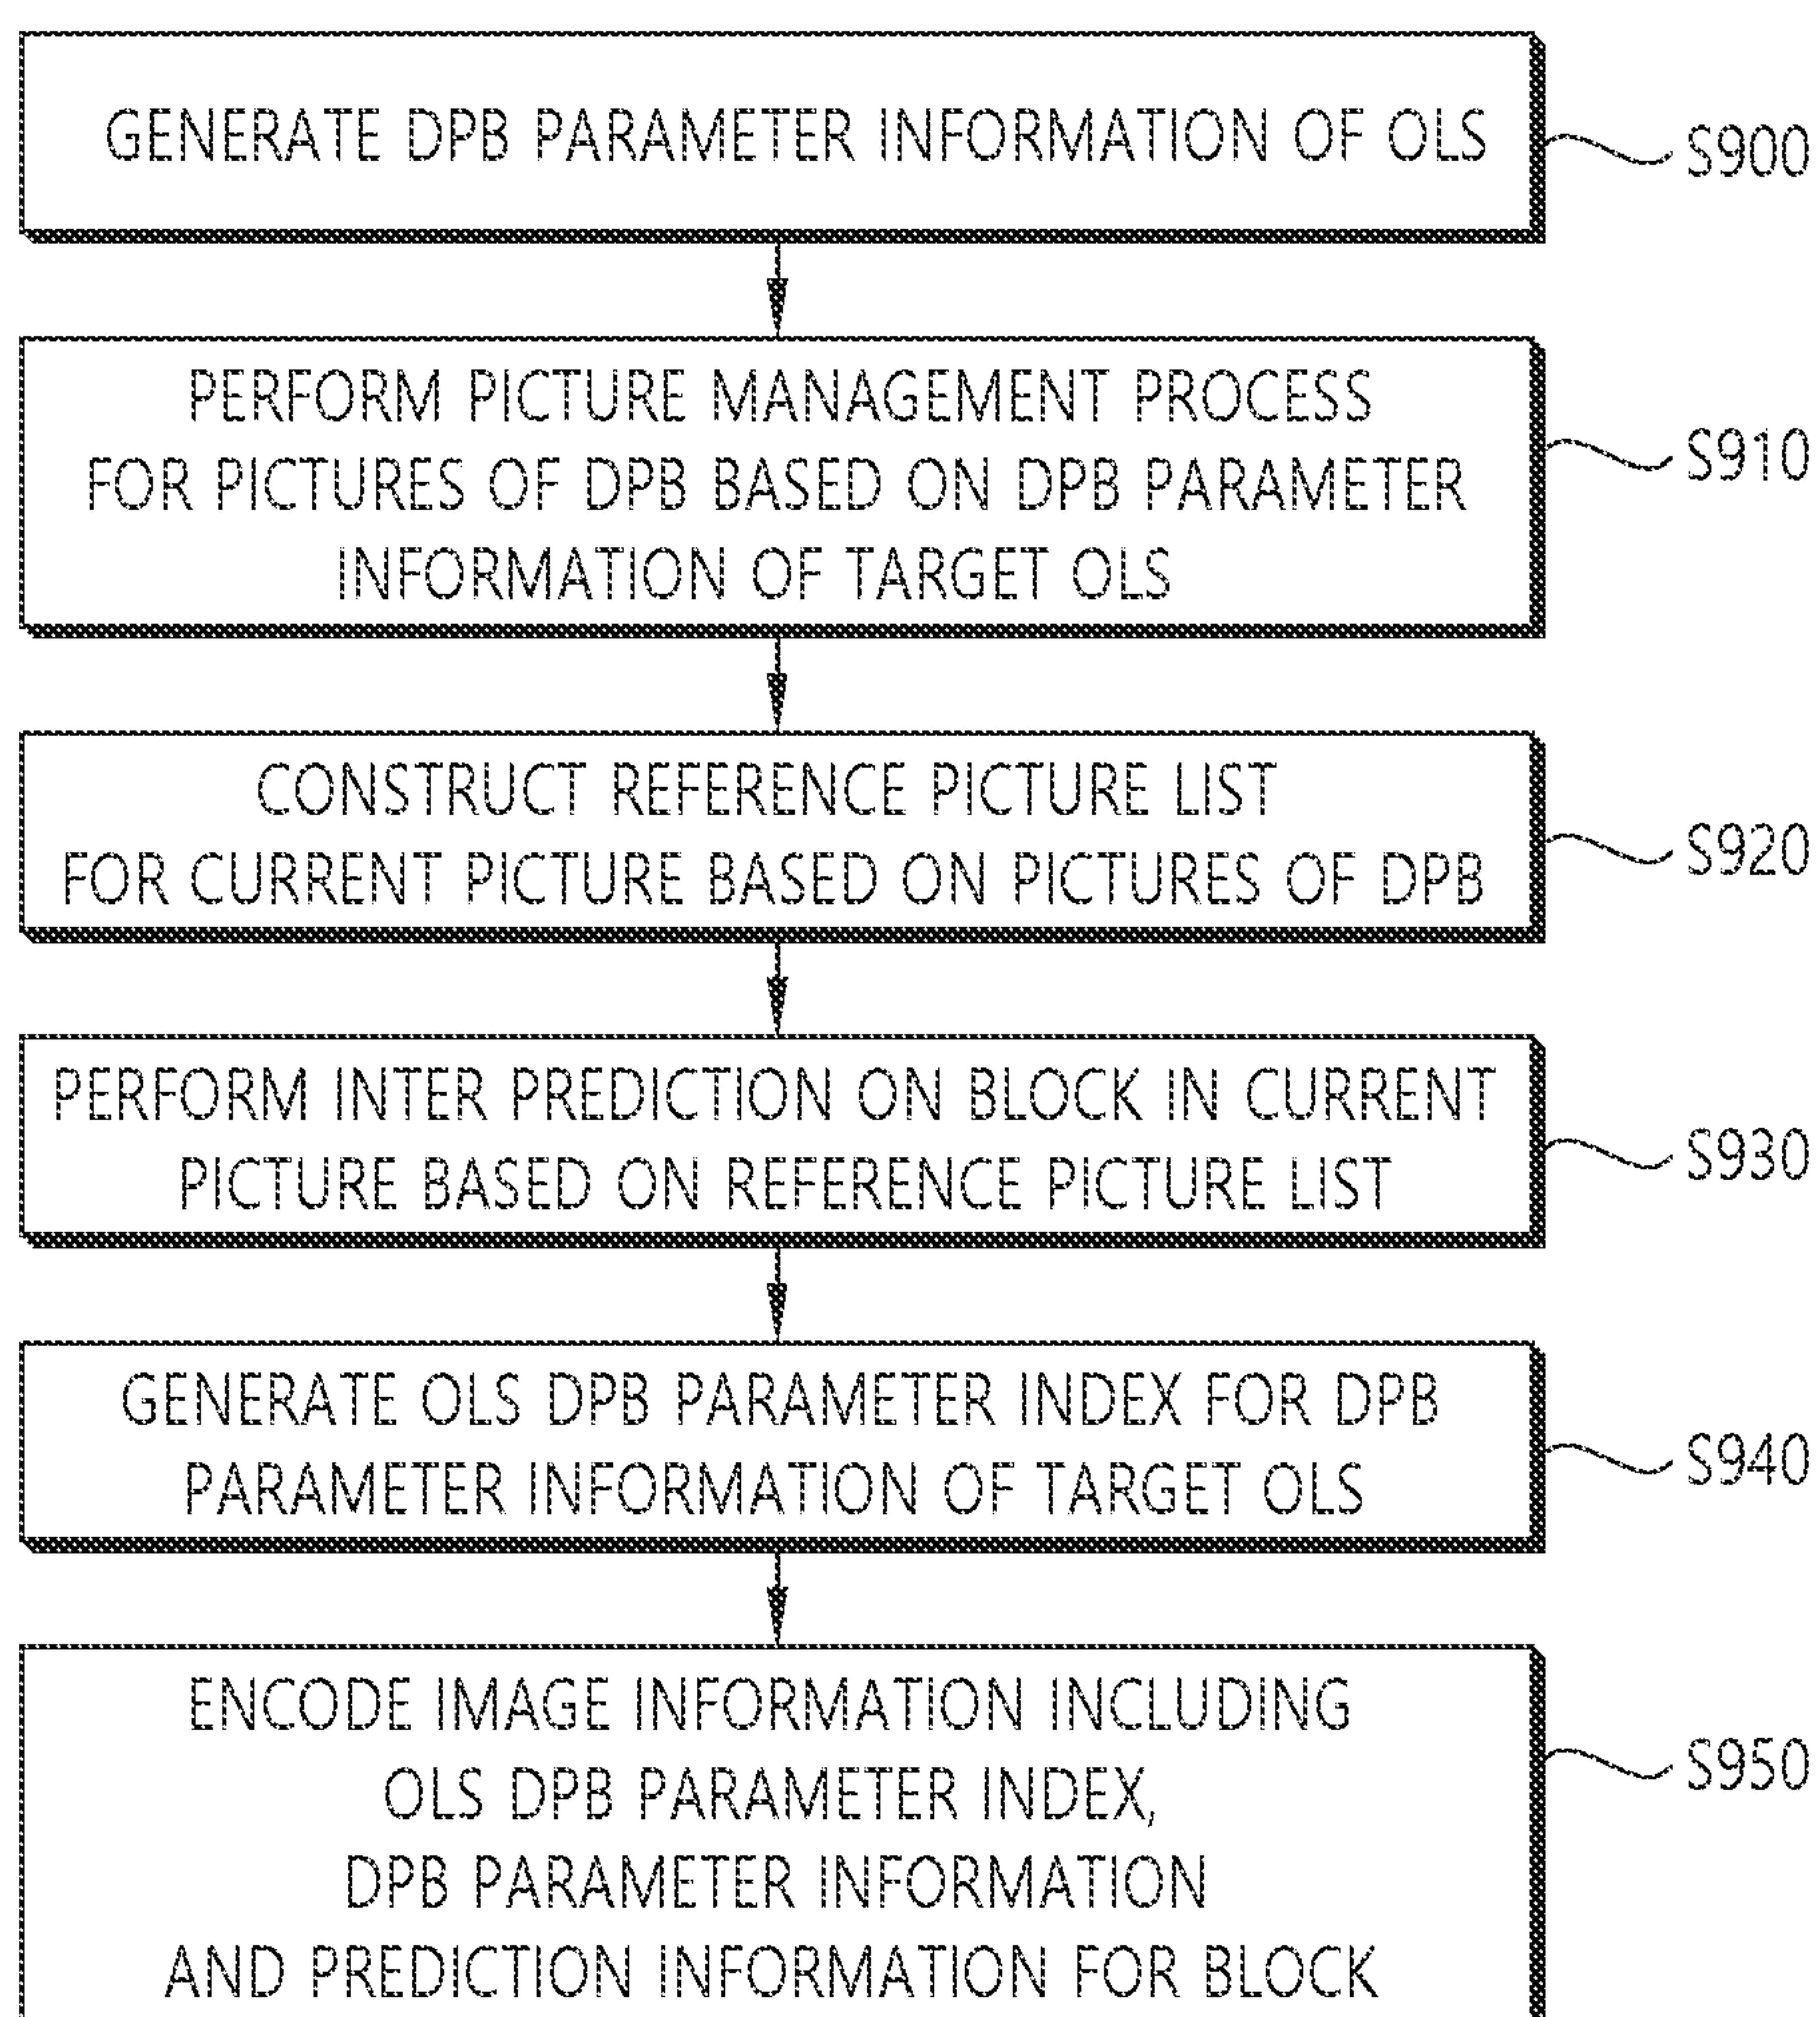 GENERATE DPB PARAMETER INFORMATION OF OLS
S900
PERFORM PICTURE MANAGEMENT PROCESS
FOR PICTURES OF DPB BASED ON DPB PARAMETER
INFORMATION OF TARGET OLS
S910
CONSTRUCT REFERENCE PICTURE LIST
FOR CURRENT PICTURE BASED ON PICTURES OF DPB
S920
PERFORM INTER PREDICTION ON BLOCK IN CURRENT
PICTURE BASED ON REFERENCE PICTURE LIST
S930
GENERATE OLS DPB PARAMETER INDEX FOR DPB
PARAMETER INFORMATION OF TARGET OLS
S940
ENCODE IMAGE INFORMATION INCLUDING
OLS DPB PARAMETER INDEX,
DPB PARAMETER INFORMATION
AND PREDICTION INFORMATION FOR BLOCK
S950